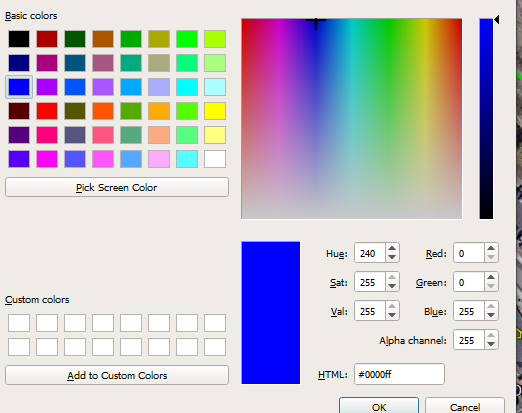 Basic colors
Pick Screen Color
Hue: 240 Red: 0
Sat: 255 Green: 0
Val: 255 Blue: 255
Alpha channel: 255
Custom colors
Add to Custom Colors
HTML: #0000ff
OK Cancel